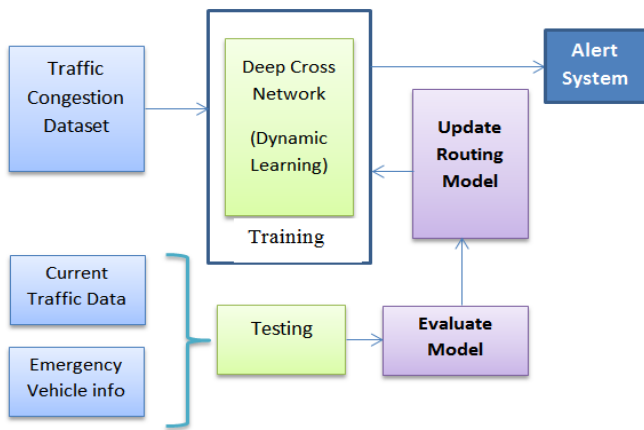 Traffic
Congestion
Dataset
Deep Cross
Network
(Dynamic
Learning)
Training
Alert
System
Update
Routing
Model
Current
Traffic Data
Emergency
Vehicle info
Testing
Evaluate
Model